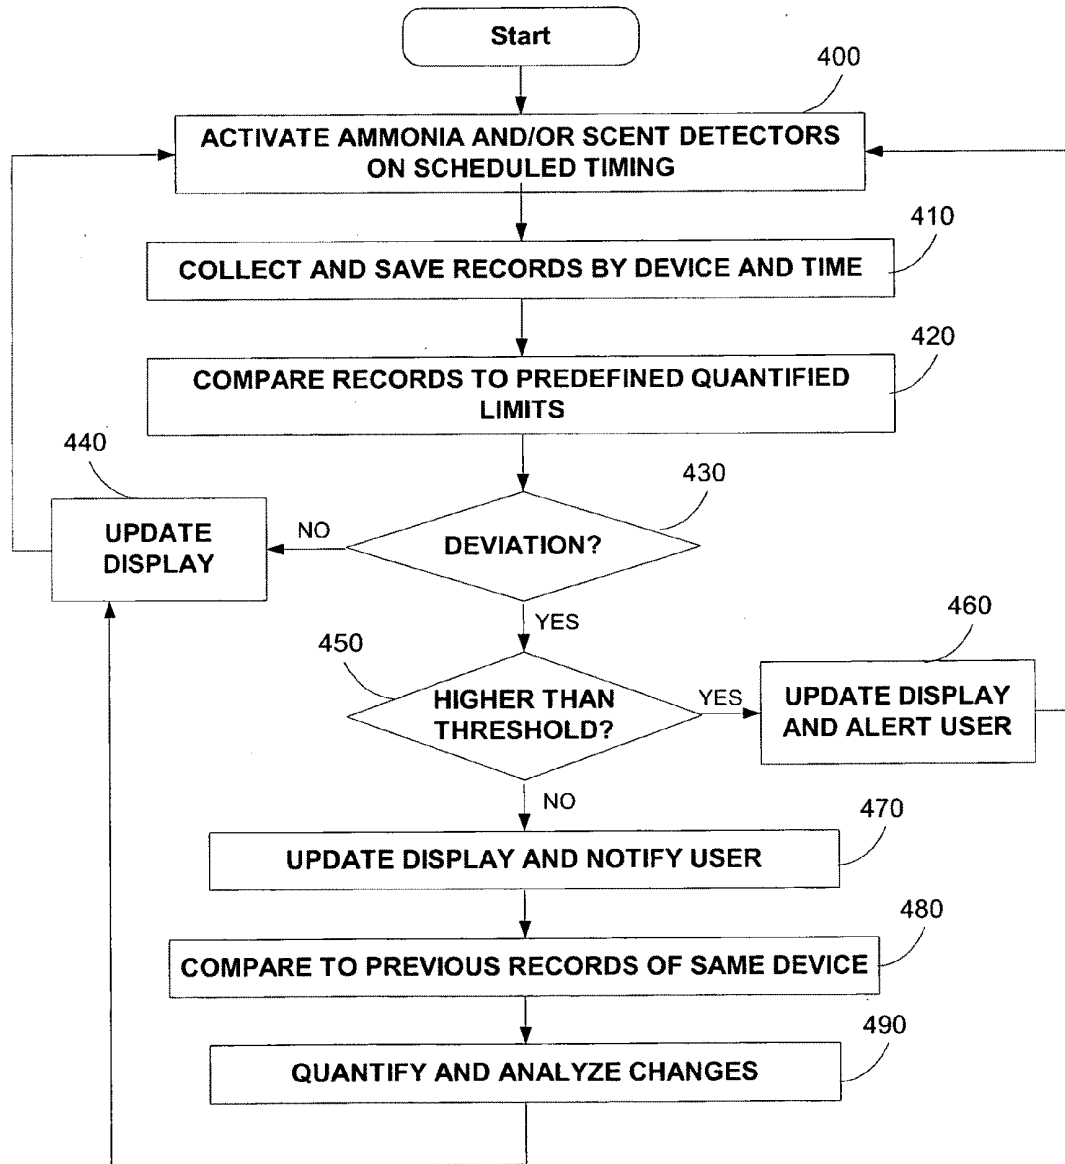 Start
400
ACTIVATE AMMONIA AND/OR SCENT DETECTORS
ON SCHEDULED TIMING
410
COLLECT AND SAVE RECORDS BY DEVICE AND TIME
420
COMPARE RECORDS TO PREDEFINED QUANTIFIED
LIMITS
440
430
UPDATE
DISPLAY
NO
DEVIATION?
YES
460
450
HIGHER THAN
THRESHOLD?
YES
UPDATE DISPLAY
AND ALERT USER
NO
470
UPDATE DISPLAY AND NOTIFY USER
480
COMPARE TO PREVIOUS RECORDS OF SAME DEVICE
490
QUANTIFY AND ANALYZE CHANGES